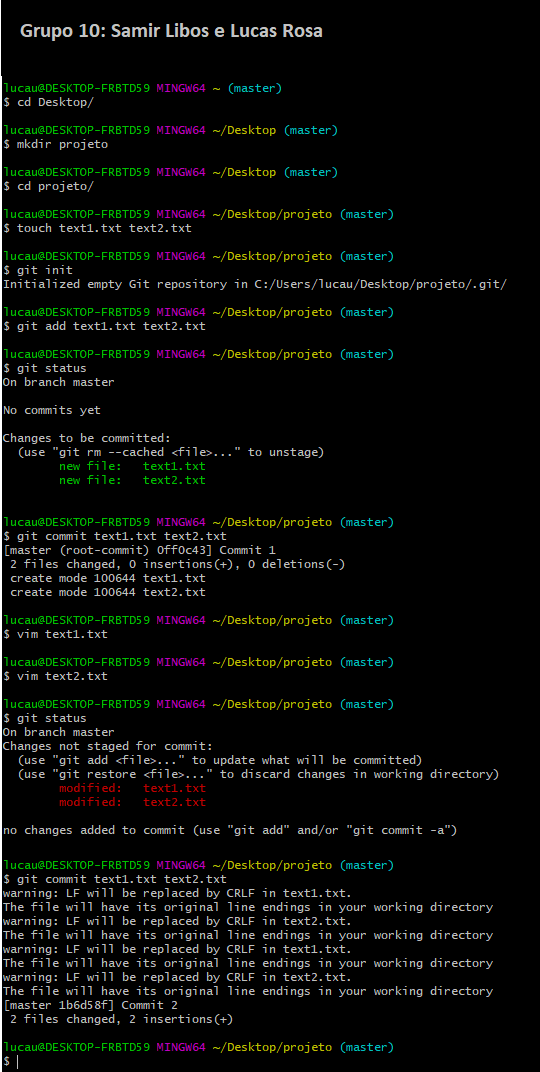 Grupo 10: Samir Libos e Lucas Rosa
lucau@DESKTOP-FRBTD59 MINGW64 ~ (master)
$ cd Desktop/
lucau@DESKTOP-FRBTD59 MINGW64 ~/Desktop (master)
$ mkdir projeto
lucau@DESKTOP-FRBTD59 MINGW64 ~/Desktop (master)
$ cd projeto/
lucau@DESKTOP-FRBTD59 MINGW64 ~/Desktop/projeto (master)
$ touch text1.txt text2.txt
lucau@DESKTOP-FRBTD59 MINGW64 ~/Desktop/projeto (master)
$ git init
Initialized empty Git repository in C:/Users/lucau/Desktop/projeto/.git/
lucau@DESKTOP-FRBTD59 MINGW64 ~/Desktop/projeto (master)
$ git add text1.txt text2.txt
lucau@DESKTOP-FRBTD59 MINGW64 ~/Desktop/projeto (master)
$ git status
On branch master
No commits yet
Changes to be committed:
  (use "git rm --cached <file>..." to unstage)
        new file:   text1.txt
        new file:   text2.txt
lucau@DESKTOP-FRBTD59 MINGW64 ~/Desktop/projeto (master)
$ git commit text1.txt text2.txt
[master (root-commit) 0ff0c43] Commit 1
 2 files changed, 0 insertions(+), 0 deletions(-)
 create mode 100644 text1.txt
 create mode 100644 text2.txt
lucau@DESKTOP-FRBTD59 MINGW64 ~/Desktop/projeto (master)
$ vim text1.txt
lucau@DESKTOP-FRBTD59 MINGW64 ~/Desktop/projeto (master)
$ vim text2.txt
lucau@DESKTOP-FRBTD59 MINGW64 ~/Desktop/projeto (master)
$ git status
On branch master
Changes not staged for commit:
  (use "git add <file>..." to update what will be committed)
  (use "git restore <file>..." to discard changes in working directory)
        modified:   text1.txt
        modified:   text2.txt
no changes added to commit (use "git add" and/or "git commit -a")
lucau@DESKTOP-FRBTD59 MINGW64 ~/Desktop/projeto (master)
$ git commit text1.txt text2.txt
warning: LF will be replaced by CRLF in text1.txt.
The file will have its original line endings in your working directory
warning: LF will be replaced by CRLF in text2.txt.
The file will have its original line endings in your working directory
warning: LF will be replaced by CRLF in text1.txt.
The file will have its original line endings in your working directory
warning: LF will be replaced by CRLF in text2.txt.
The file will have its original line endings in your working directory
[master 1b6d58f] Commit 2
 2 files changed, 2 insertions(+)
lucau@DESKTOP-FRBTD59 MINGW64 ~/Desktop/projeto (master)
$